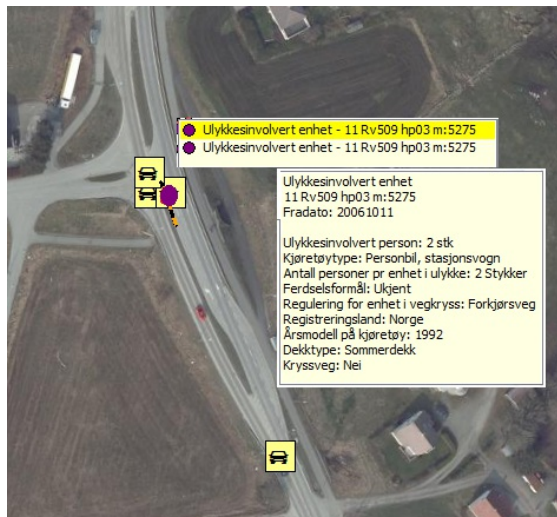 Ulykkesinvolvert enhet - 11 Rv509 hp03 m:5275
Ulykkesinvolvert enhet - 11 Rv509 hp03 m:5275
Ulykkesinvolvert enhet
11 Rv509 hp03 m:5275
Fradato: 20061011
Ulykkesinvolvert person: 2 stk
Kjøretøytype: Personbil, stasjonsvogn
Antall personer pr enhet i ulykke: 2 Stykker
Ferdselsformål: Ukjent
Regulering for enhet i vegkryss: Forkjørsveg
Registreringsland: Norge
Årsmodell på kjøretøy: 1992
Dekktype: Sommerdekk
Kryssveg: Nei